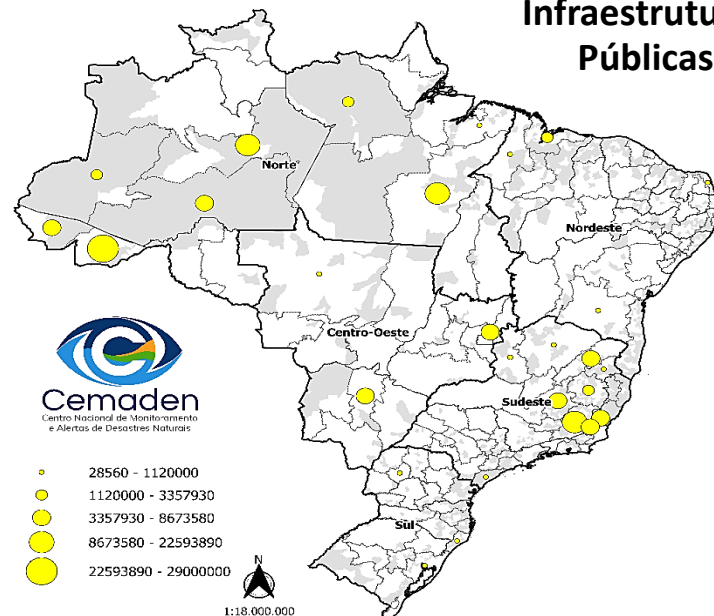 Infraestrutu
Públicas
Norte
Nordeste
Centro-Oeste
Sudeste
Sul
Cemaden
Centro Nacional de Monitoramento
e Alertas de Desastres Naturais
28560 - 1120000
1120000 - 3357930
3357930 - 8673580
8673580 - 22593890
22593890 - 29000000
N
1:18.000.000